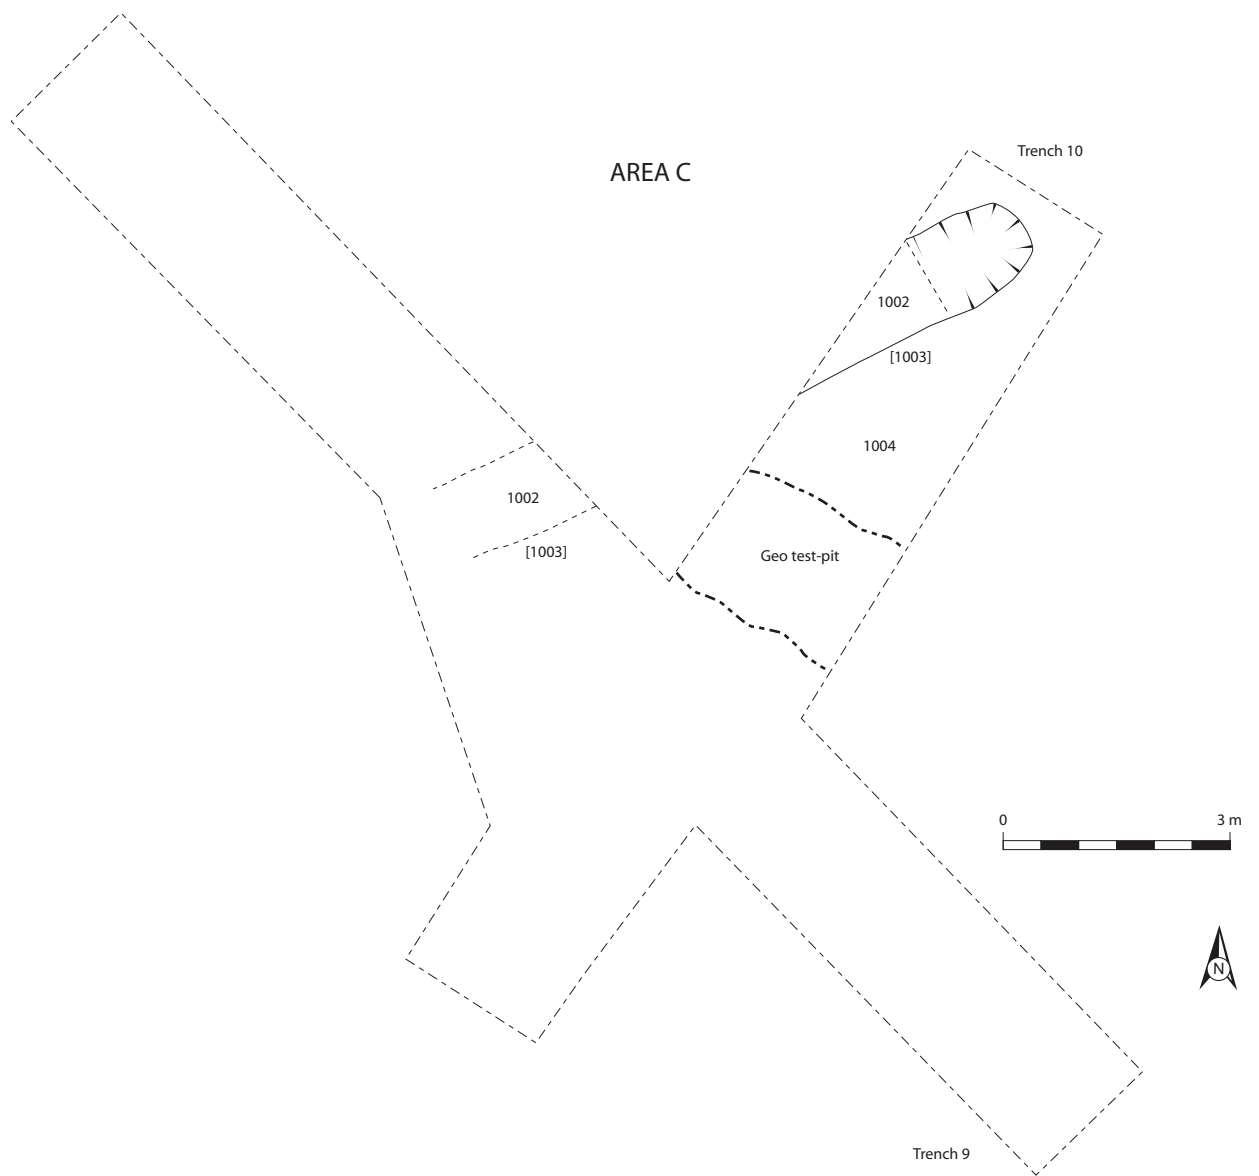 Trench 10
AREA C
1002
[1003]
1004
1002
[1003]
Geo test-pit
0 3 m
N
Trench 9